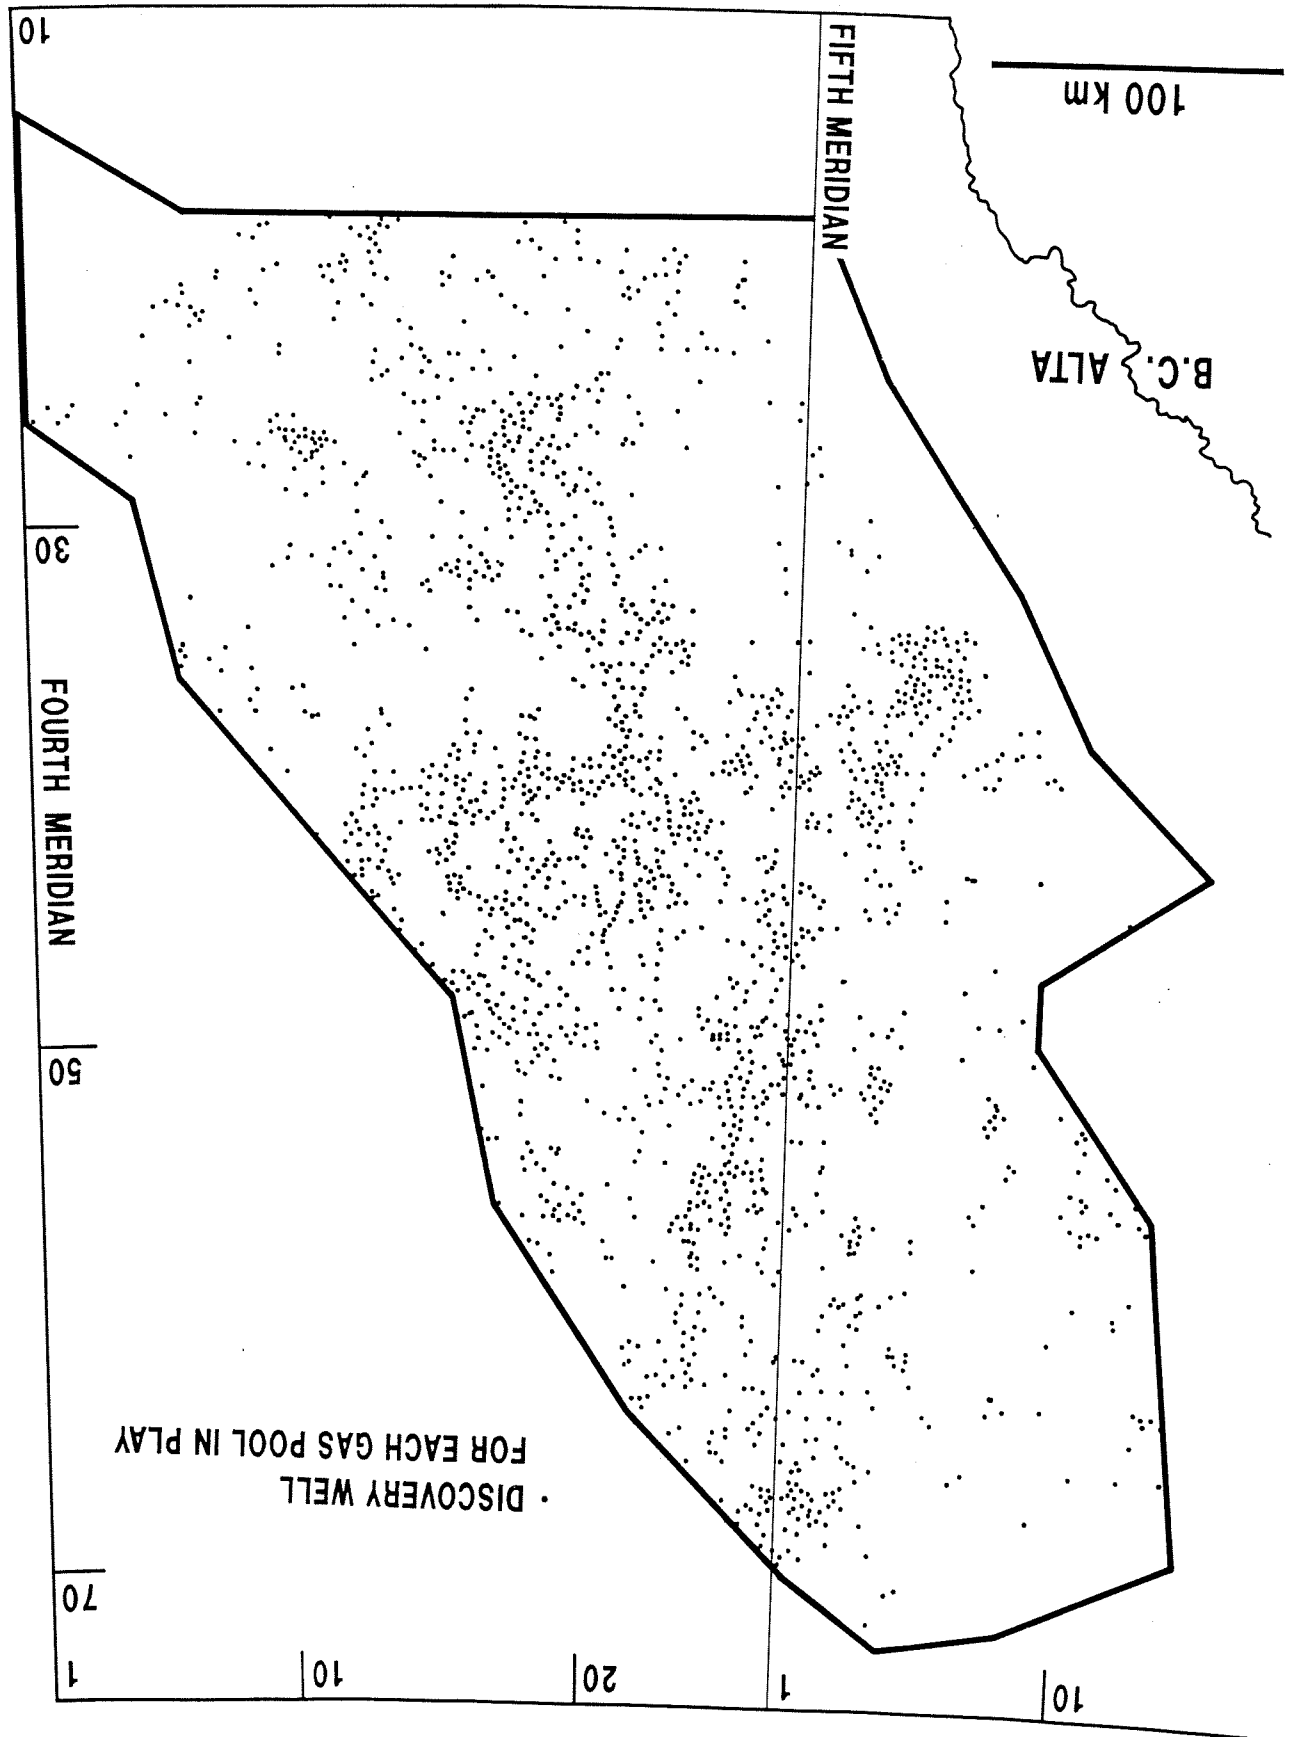 1
10
20
1
10
70
• DISCOVERY WELL
FOR EACH GAS POOL IN PLAY
50
FOURTH MERIDIAN
30
B.C.
ALTA
100 km
FIFTH MERIDIAN
10